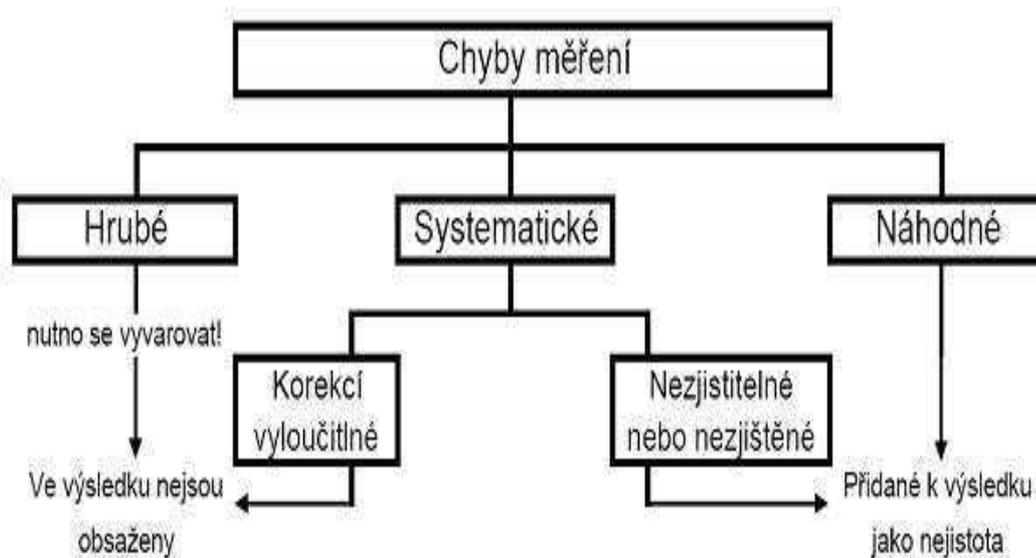 Chyby měření
Hrubé
Systematické
Náhodné
nutno se vyvarovat!
Korekcí
vyloučitlné
Nezjistitelné
nebo nezjištěné
Ve výsledku nejsou
obsaženy
Přidané k výsledku
jako nejistota